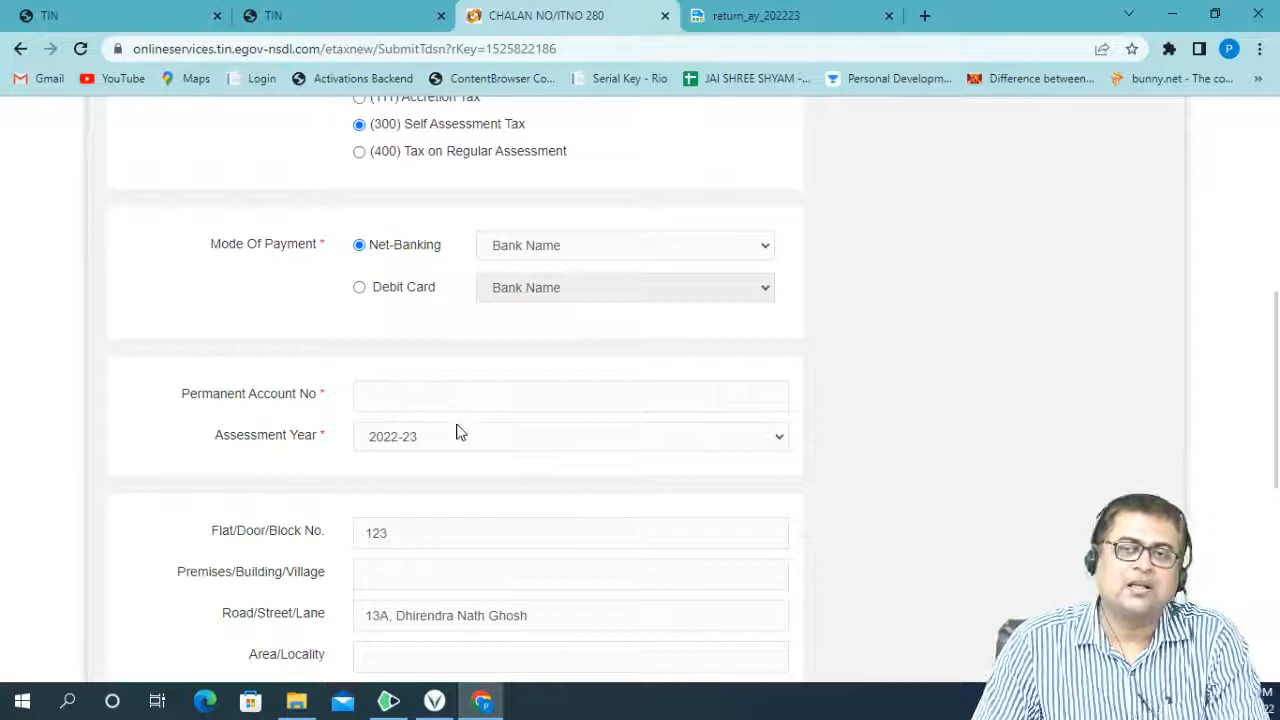 TIN
TIN
CHALAN NO/ITNO 280
return_ay_202223
onlineservices.tin.egov-nsdl.com/etaxnew/SubmitTdsn?rKey=1525822186
P
Gmail
YouTube
Maps
Login
Activations Backend
ContentBrowser Co...
Serial Key - Rio
JAI SHREE SHYAM -...
Personal Developm...
Difference between...
bunny.net - The co...
»
(111) Accretion Tax
(300) Self Assessment Tax
(400) Tax on Regular Assessment
Mode Of Payment *
Net-Banking
Bank Name
Debit Card
Bank Name
Permanent Account No *
Assessment Year *
2022-23
Flat/Door/Block No.
123
Premises/Building/Village
Road/Street/Lane
13A, Dhirendra Nath Ghosh
Area/Locality